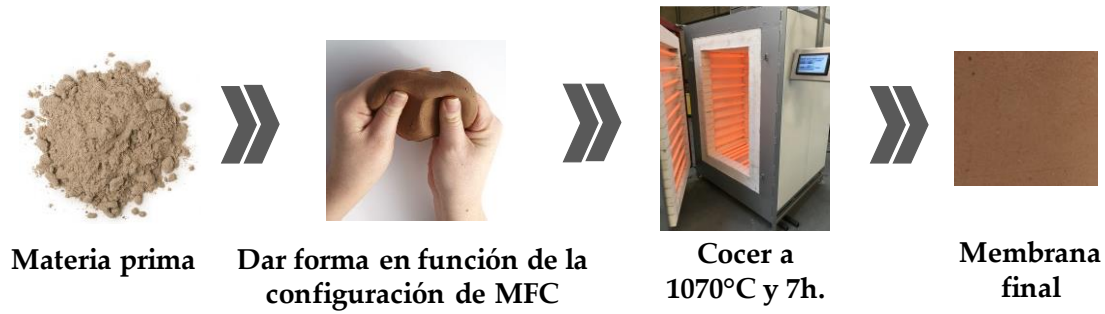 Materia prima
Dar forma en función de la
configuración de MFC
Cocer a
1070°C y 7h.
Membrana
final